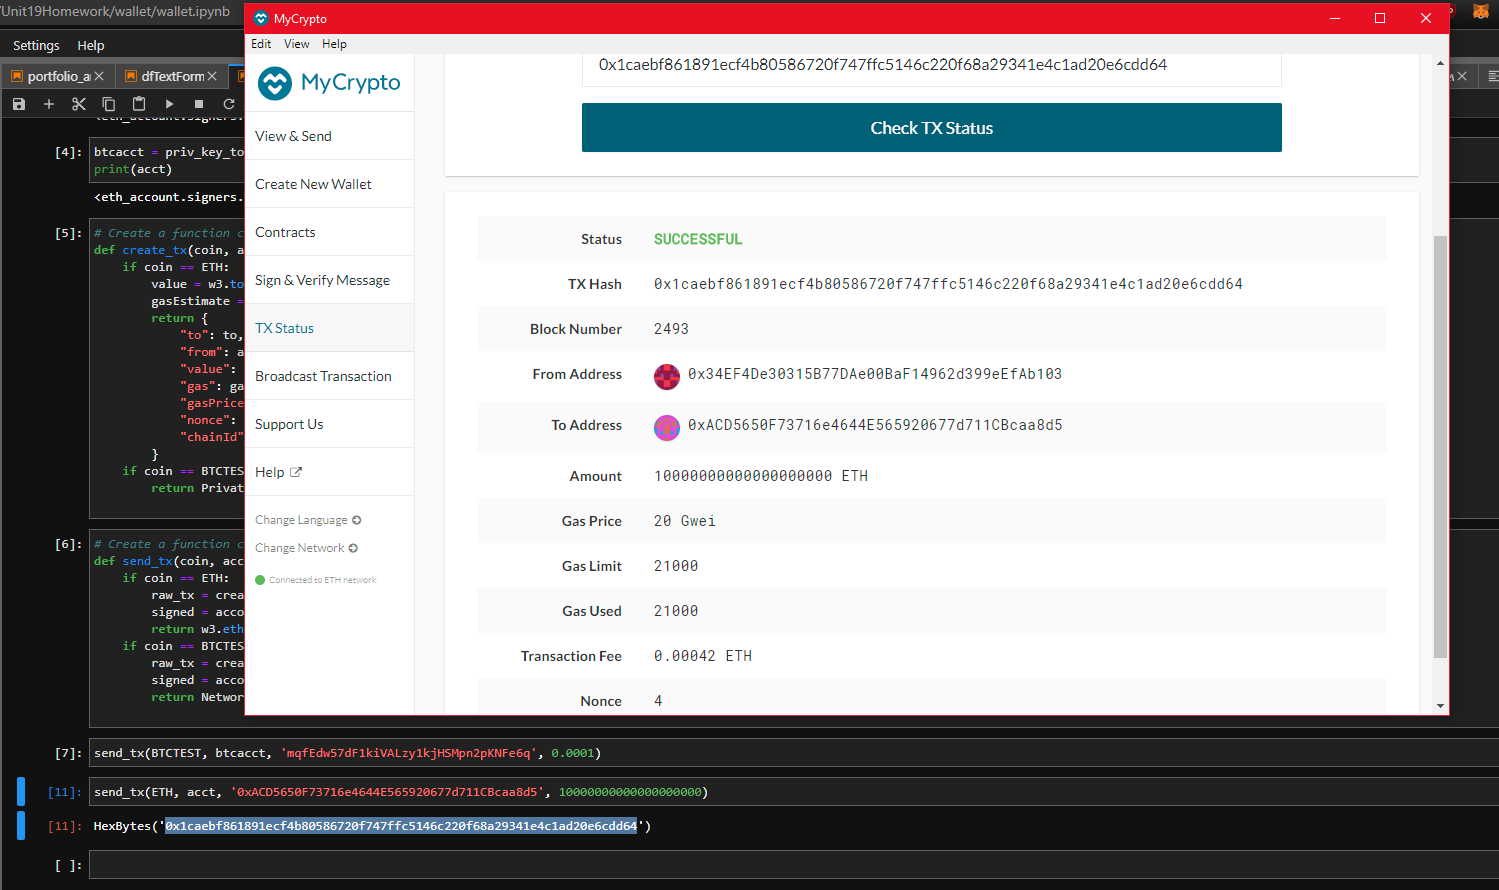 /Unit19Homework/wallet/wallet.ipynb
Settings Help
portfolio_a
dfTextForm
<eth_account.signers.
[4]: btcacct = priv_key_to
print(acct)
<eth_account.signers.
[5]: # Create a function c
def create_tx(coin, a
if coin == ETH:
value = w3.to
gasEstimate =
return {
"to": to,
"from": a
"value":
"gas": ga
"gasPrice
"nonce":
"chainId"
}
if coin == BTCTES
return Privat
[6]: # Create a function c
def send_tx(coin, acc
if coin == ETH:
raw_tx = crea
signed = acco
return w3.eth
if coin == BTCTES
raw_tx = crea
signed = acco
return Networ
[7]: send_tx(BTCTEST, btcacct, 'mqfEdw57dF1kiVALzy1kjHSMpn2pKNFe6q', 0.0001)
[11]: send_tx(ETH, acct, '0xACD5650F73716e4644E565920677d711CBcaa8d5', 10000000000000000000)
[11]: HexBytes('0x1caebf861891ecf4b80586720f747ffc5146c220f68a29341e4c1ad20e6cdd64')
[ ]:
MyCrypto
Edit View Help
MyCrypto
View & Send
Create New Wallet
Contracts
Sign & Verify Message
TX Status
Broadcast Transaction
Support Us
Help
Change Language
Change Network
Connected to ETH network
0x1caebf861891ecf4b80586720f747ffc5146c220f68a29341e4c1ad20e6cdd64
Check TX Status
Status SUCCESSFUL
TX Hash 0x1caebf861891ecf4b80586720f747ffc5146c220f68a29341e4c1ad20e6cdd64
Block Number 2493
From Address 0x34EF4De30315B77DAe00BaF14962d399eEfAb103
To Address 0xACD5650F73716e4644E565920677d711CBcaa8d5
Amount 10000000000000000000 ETH
Gas Price 20 Gwei
Gas Limit 21000
Gas Used 21000
Transaction Fee 0.00042 ETH
Nonce 4